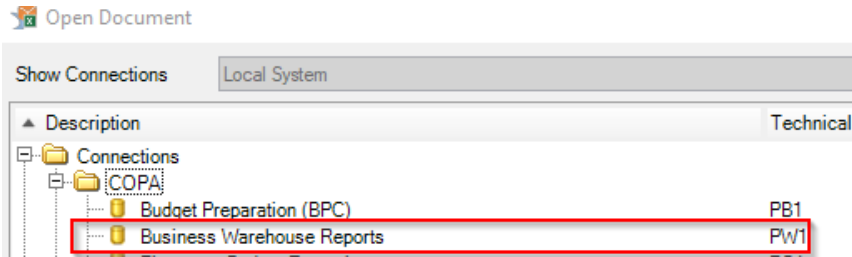 Open Document
Show Connections Local System
Description Technical
Connections
COPA
Budget Preparation (BPC) PB1
Business Warehouse Reports PW1